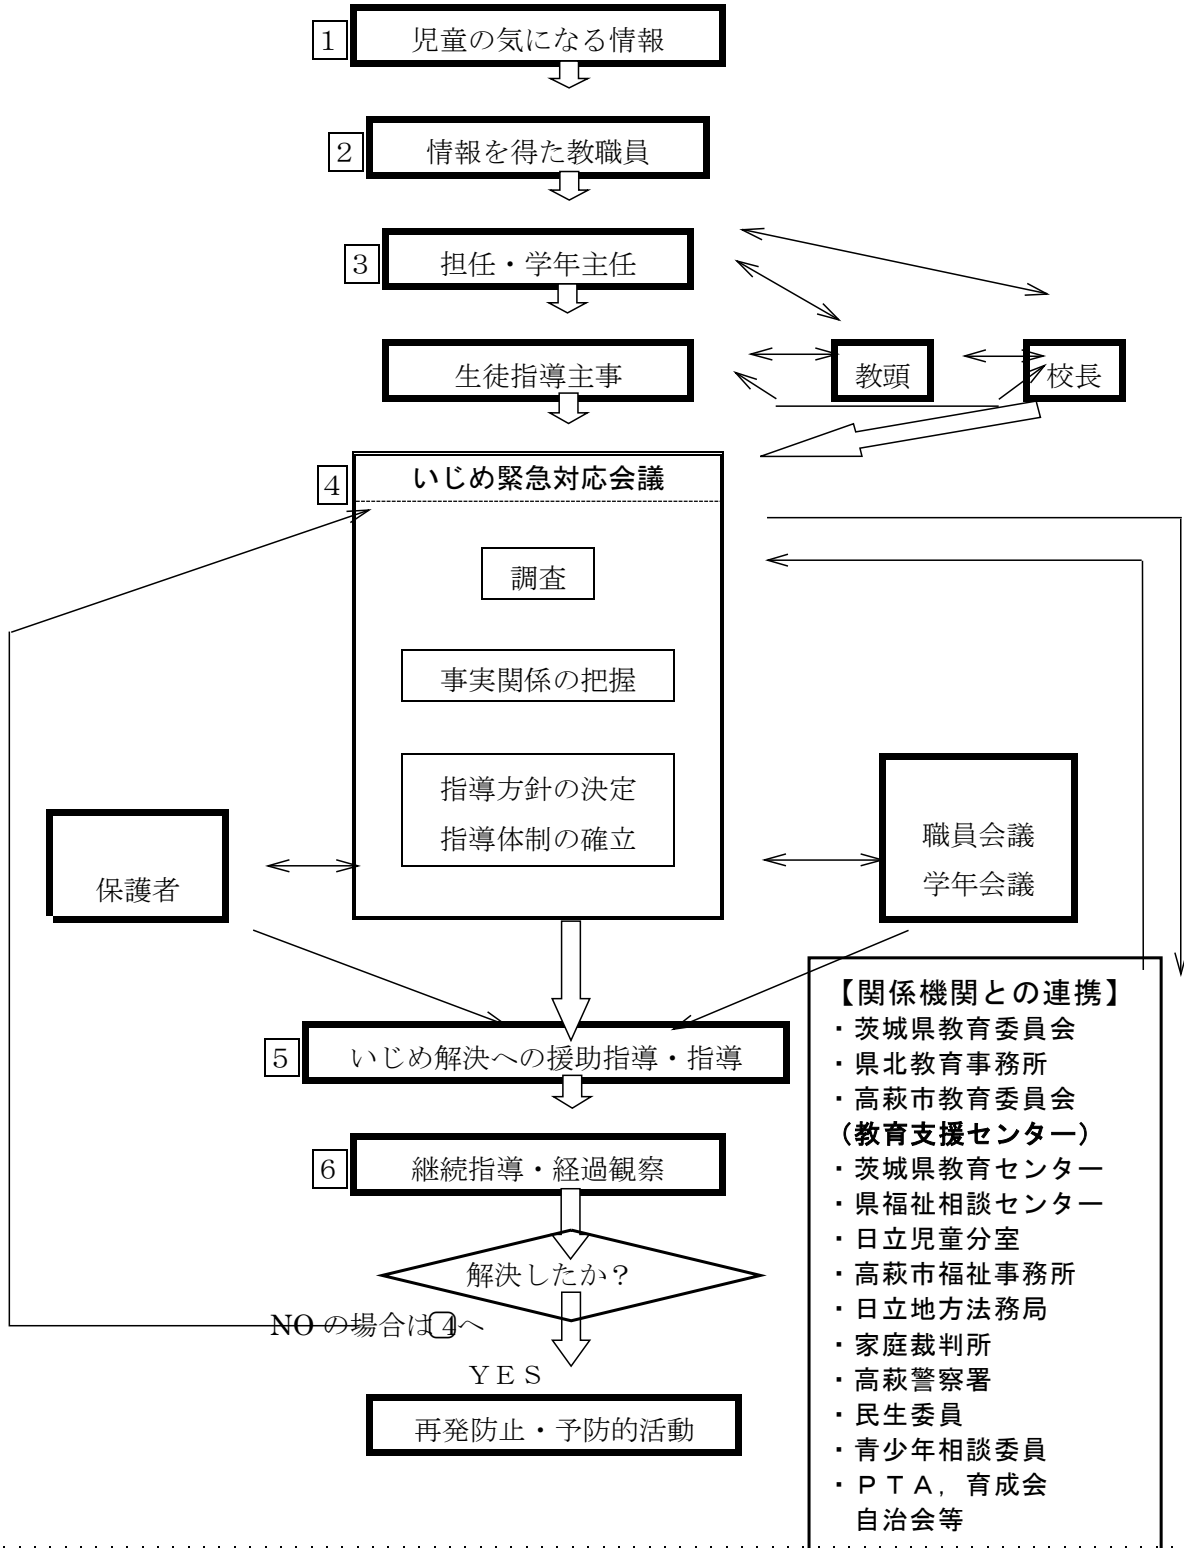 1 児童の気になる情報
2 情報を得た教職員
3 担任・学年主任
生徒指導主事
教頭
校長
4 いじめ緊急対応会議
調査
事実関係の把握
指導方針の決定
指導体制の確立
保護者
職員会議
学年会議
5 いじめ解決への援助指導・指導
6 継続指導・経過観察
解決したか？
NO の場合は4へ
ＹＥＳ
再発防止・予防的活動
【関係機関との連携】
・茨城県教育委員会
・県北教育事務所
・高萩市教育委員会
（教育支援センター）
・茨城県教育センター
・県福祉相談センター
・日立児童分室
・高萩市福祉事務所
・日立地方法務局
・家庭裁判所
・高萩警察署
・民生委員
・青少年相談委員
・ＰＴＡ，育成会
自治会等